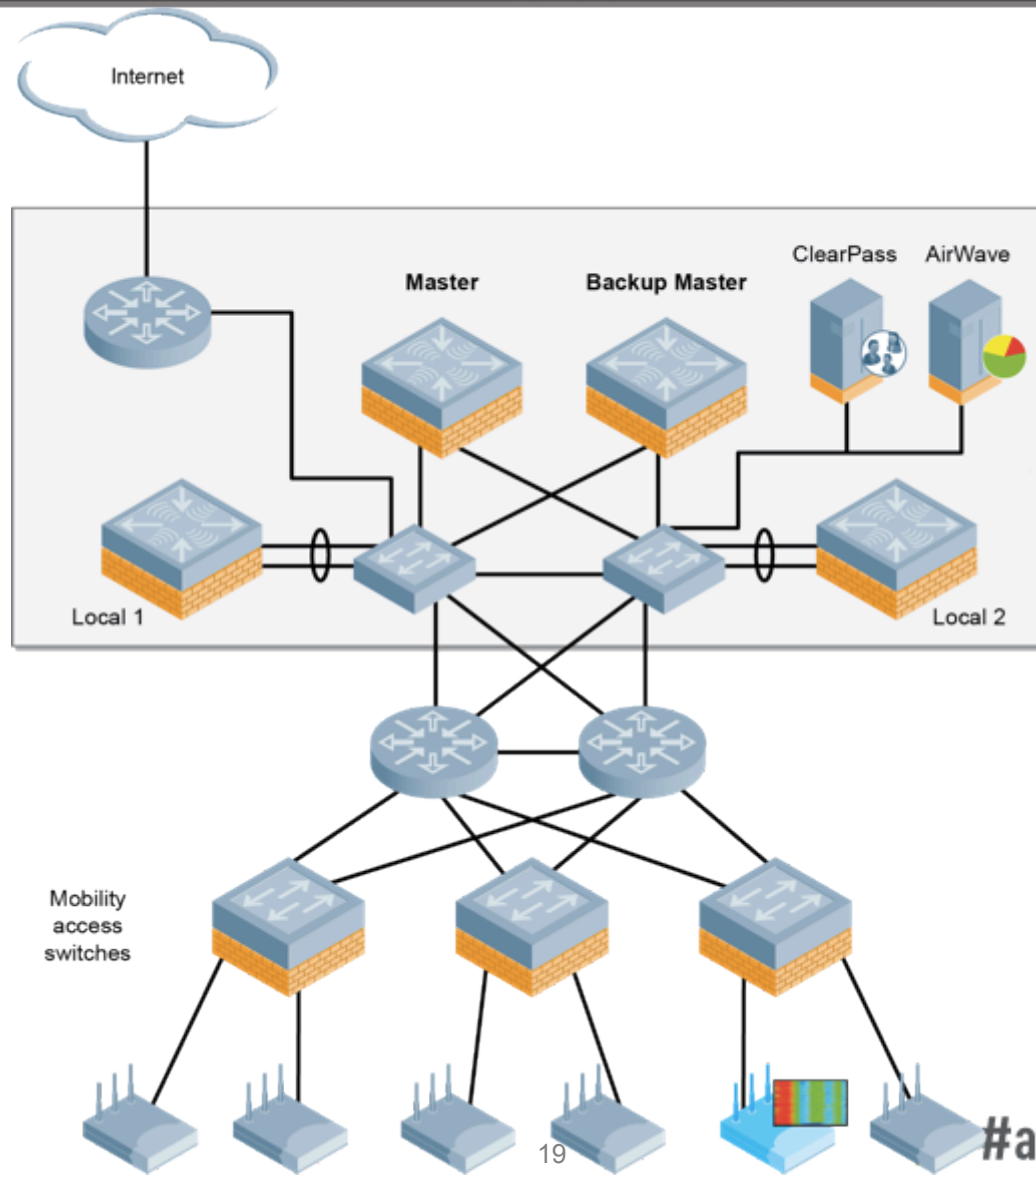 Internet
ClearPass
AirWave
Master
Backup Master
Local 1
Local 2
Mobility
access
switches
19
#a